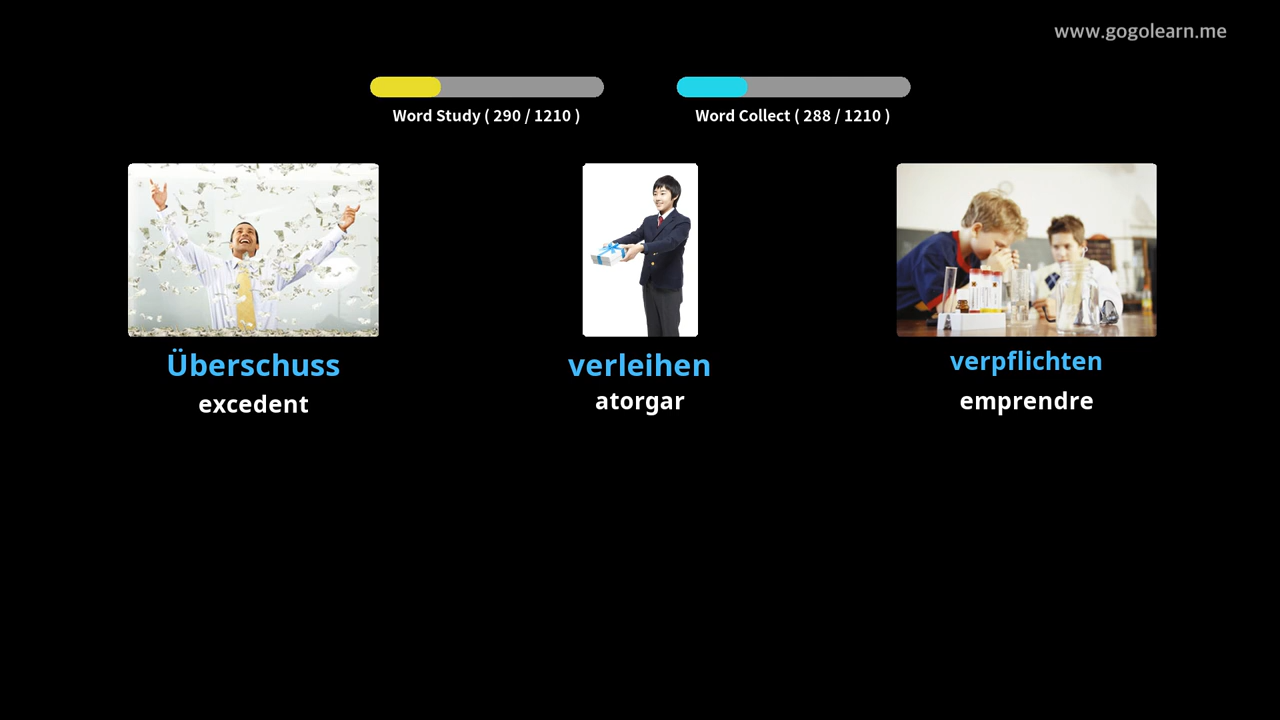 www.gogolearn.me
Word Study ( 290 / 1210 )
Word Collect ( 288 / 1210 )
Überschuss
excedent
verleihen
atorgar
verpflichten
emprendre